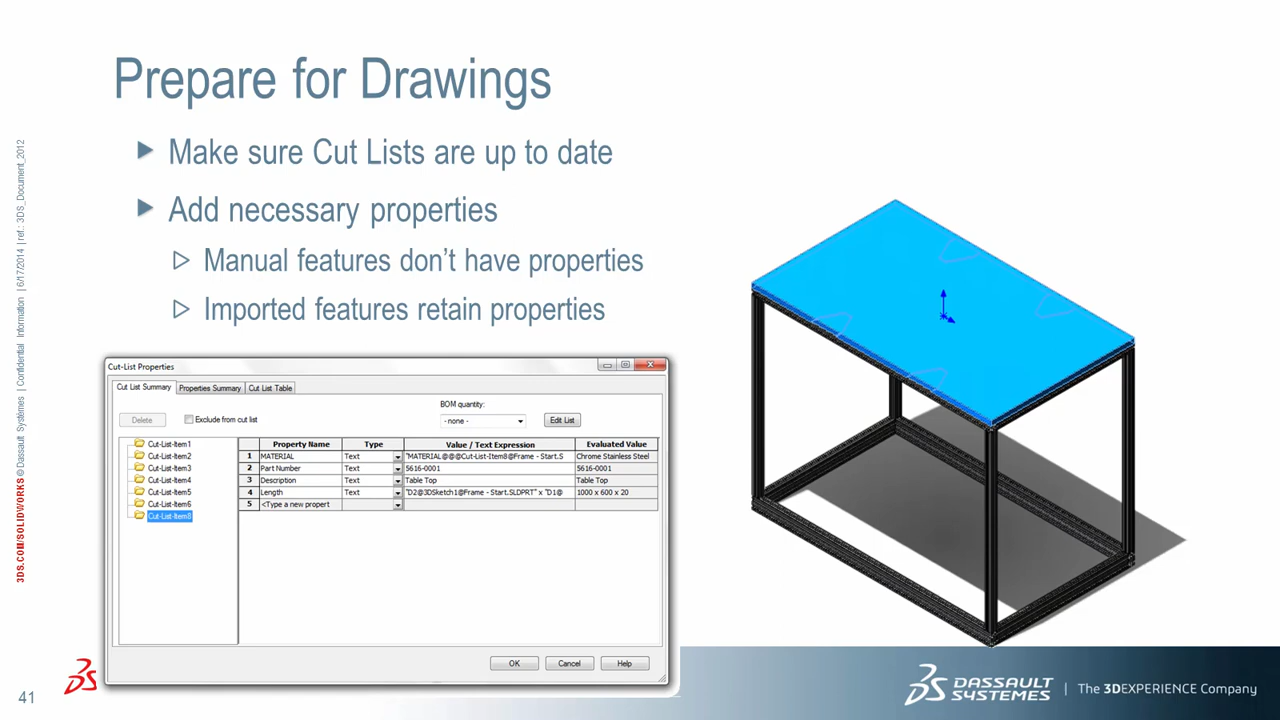 Prepare for Drawings
Make sure Cut Lists are up to date
Add necessary properties
Manual features don't have properties
Imported features retain properties
3DS.COM/SOLIDWORKS © Dassault Systèmes | Confidential Information | 6/17/2014 | ref.: 3DS_Document_2012
Cut-List Properties
Cut List Summary Properties Summary Cut List Table
BOM quantity:
Delete Exclude from cut list - none - Edit List
Cut-List-Item1
Cut-List-Item2
Cut-List-Item3
Cut-List-Item4
Cut-List-Item5
Cut-List-Item6
Cut-List-Item8
Property Name Type Value / Text Expression Evaluated Value
1 MATERIAL Text "MATERIAL@@@Cut-List-Item8@Frame - Start.S Chrome Stainless Steel
2 Part Number Text 5616-0001 5616-0001
3 Description Text Table Top Table Top
4 Length Text "D2@3DSketch1@Frame - Start.SLDPRT" x "D1@ 1000 x 600 x 20
5 <Type a new propert
OK Cancel Help
41
DASSAULT SYSTEMES | The 3DEXPERIENCE Company